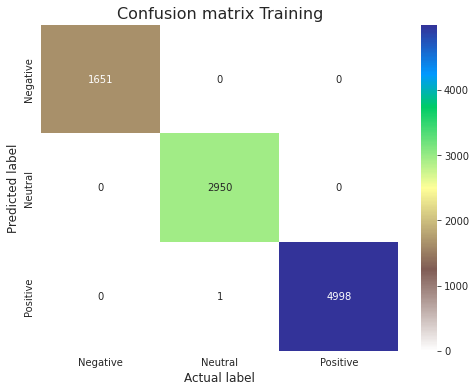 Confusion matrix Training
Predicted label
Negative
1651 0 0
Neutral
0 2950 0
Positive
0 1 4998
Negative Neutral Positive
Actual label
4000
3000
2000
1000
0